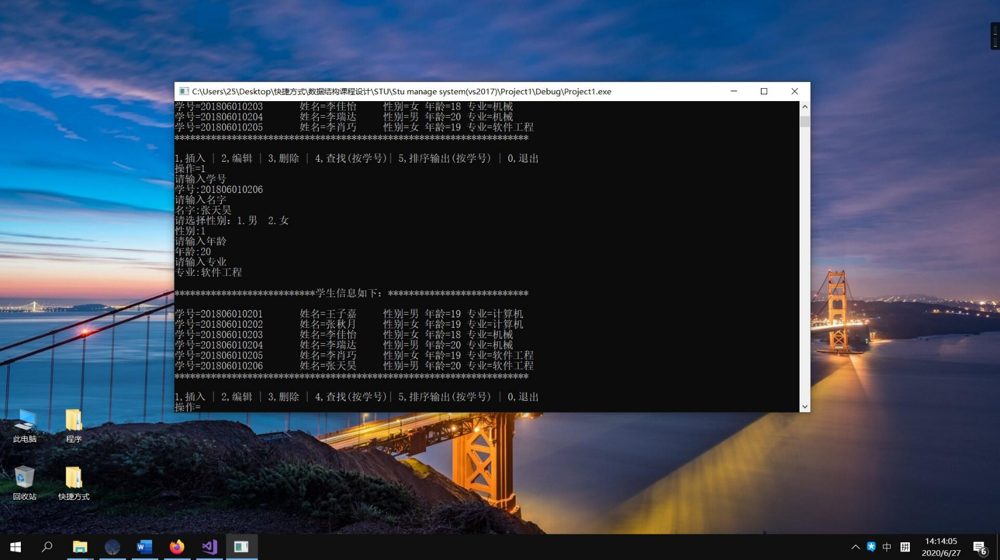 C:\Users\25\Desktop\快捷方式\数据结构课程设计\STU\Stu manage system(vs2017)\Project1\Debug\Project1.exe
学号=201806010203 姓名=李佳怡 性别=女 年龄=18 专业=机械
学号=201806010204 姓名=李瑞达 性别=男 年龄=20 专业=机械
学号=201806010205 姓名=李肖巧 性别=女 年龄=19 专业=软件工程
********************************************************************
1,插入 | 2,编辑 | 3,删除 | 4,查找(按学号)| 5,排序输出(按学号) | 0,退出
操作=1
请输入学号
学号:201806010206
请输入名字
名字:张天昊
请选择性别: 1.男 2.女
性别:1
请输入年龄
年龄:20
请输入专业
专业:软件工程
***************************学生信息如下: ***************************
学号=201806010201 姓名=王子嘉 性别=男 年龄=19 专业=计算机
学号=201806010202 姓名=张秋月 性别=女 年龄=19 专业=计算机
学号=201806010203 姓名=李佳怡 性别=女 年龄=18 专业=机械
学号=201806010204 姓名=李瑞达 性别=男 年龄=20 专业=机械
学号=201806010205 姓名=李肖巧 性别=女 年龄=19 专业=软件工程
学号=201806010206 姓名=张天昊 性别=男 年龄=20 专业=软件工程
********************************************************************
1,插入 | 2,编辑 | 3,删除 | 4,查找(按学号)| 5,排序输出(按学号) | 0,退出
操作=
此电脑 程序
回收站 快捷方式
W 中 拼 14:14:05 6
2020/6/27